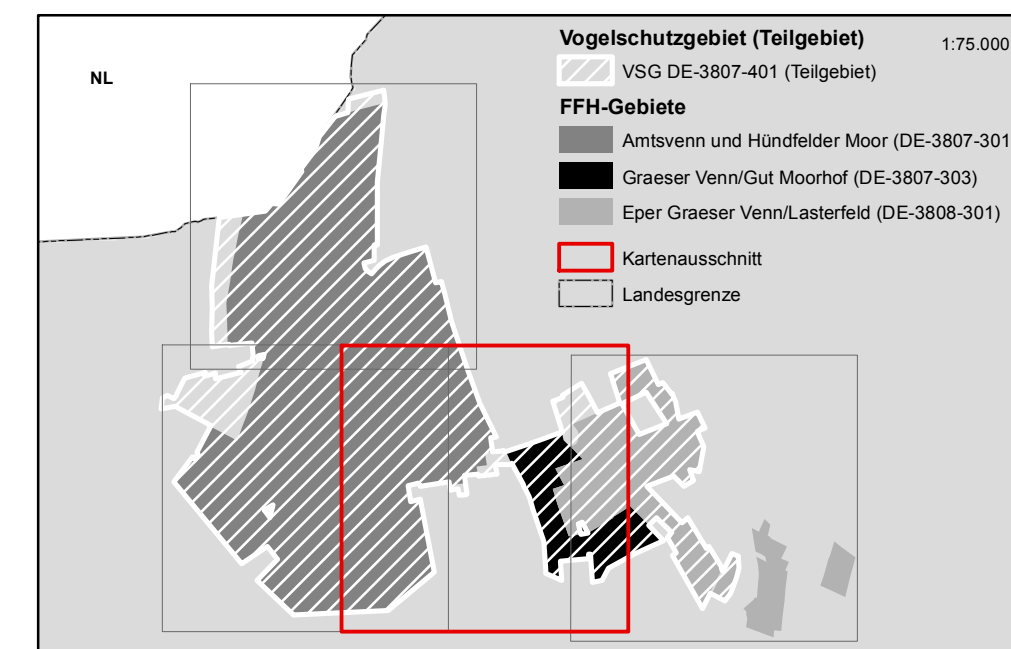 NL
Vogelschutzgebiet (Teilgebiet) 1:75.000
VSG DE-3807-401 (Teilgebiet)
FFH-Gebiete
Amtsvenn und Hündfelder Moor (DE-3807-301
Graeser Venn/Gut Moorhof (DE-3807-303)
Eper Graeser Venn/Lasterfeld (DE-3808-301)
Kartenausschnitt
Landesgrenze